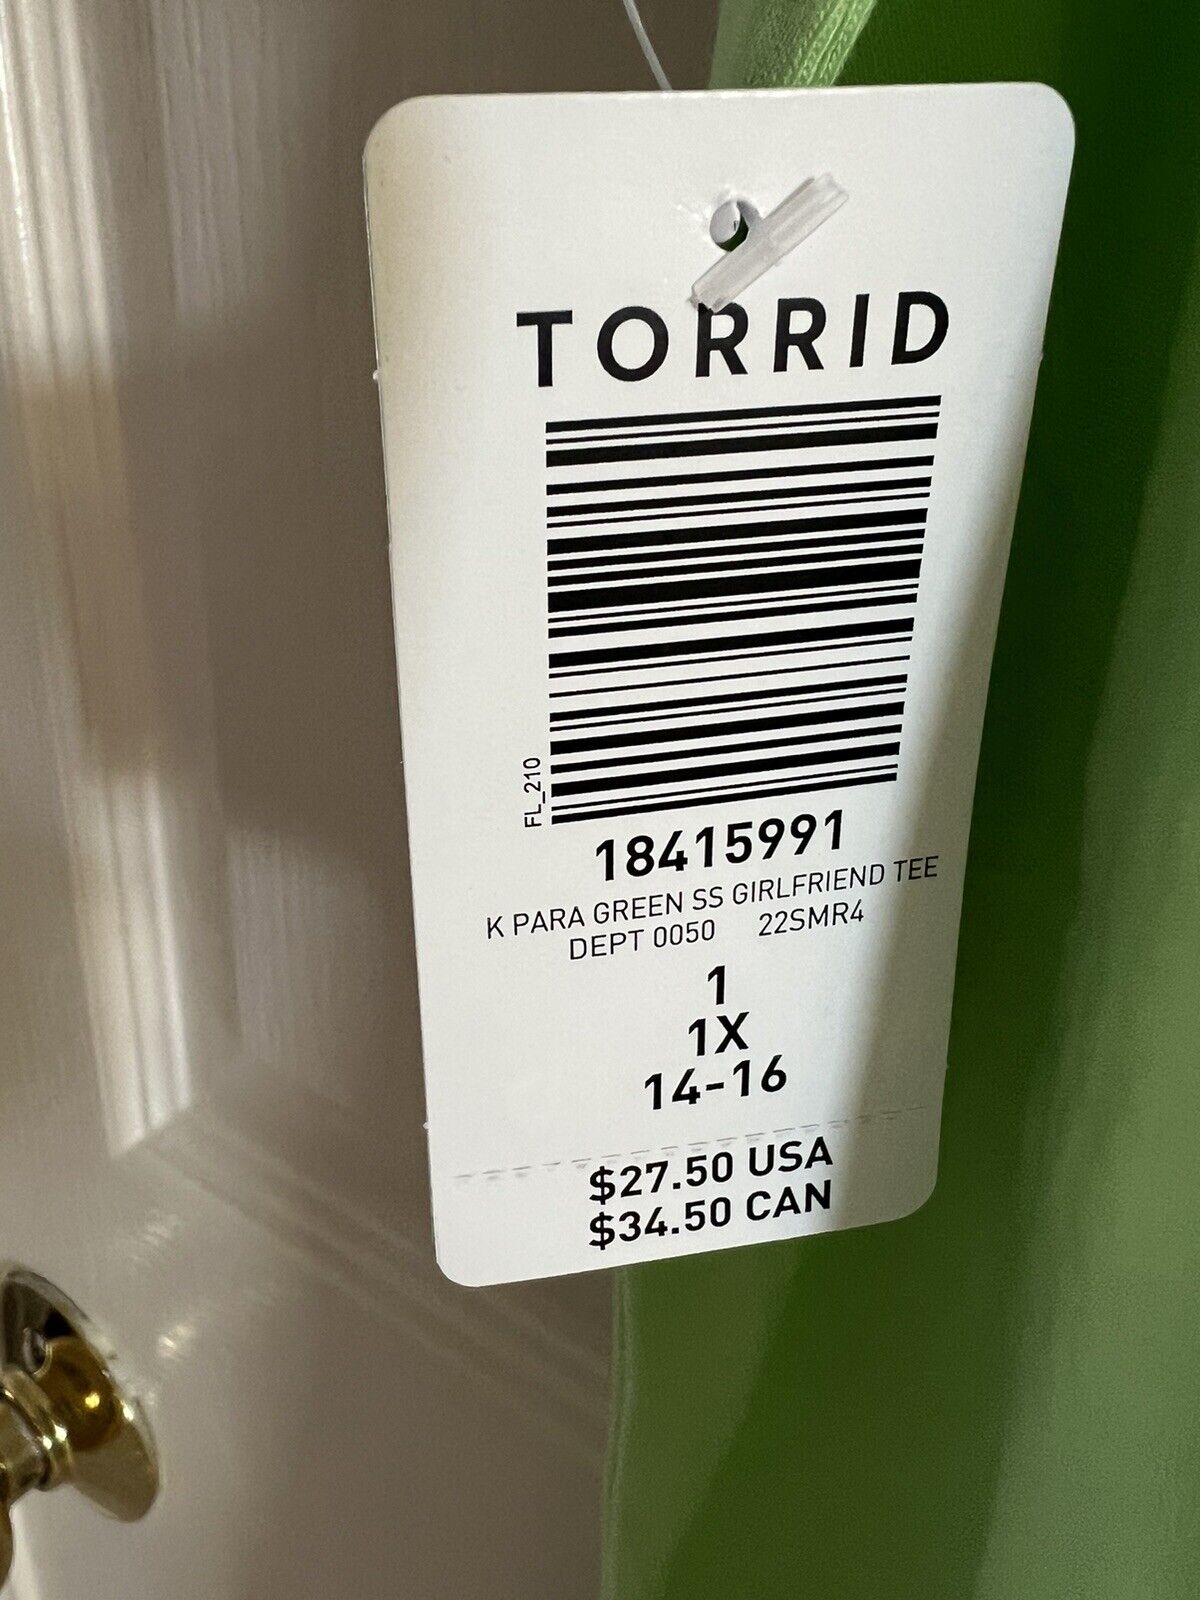 TORRID
FL_210
18415991
K PARA GREEN SS GIRLFRIEND TEE
DEPT 0050 22SMR4
1
1X
14-16
$27.50 USA
$34.50 CAN